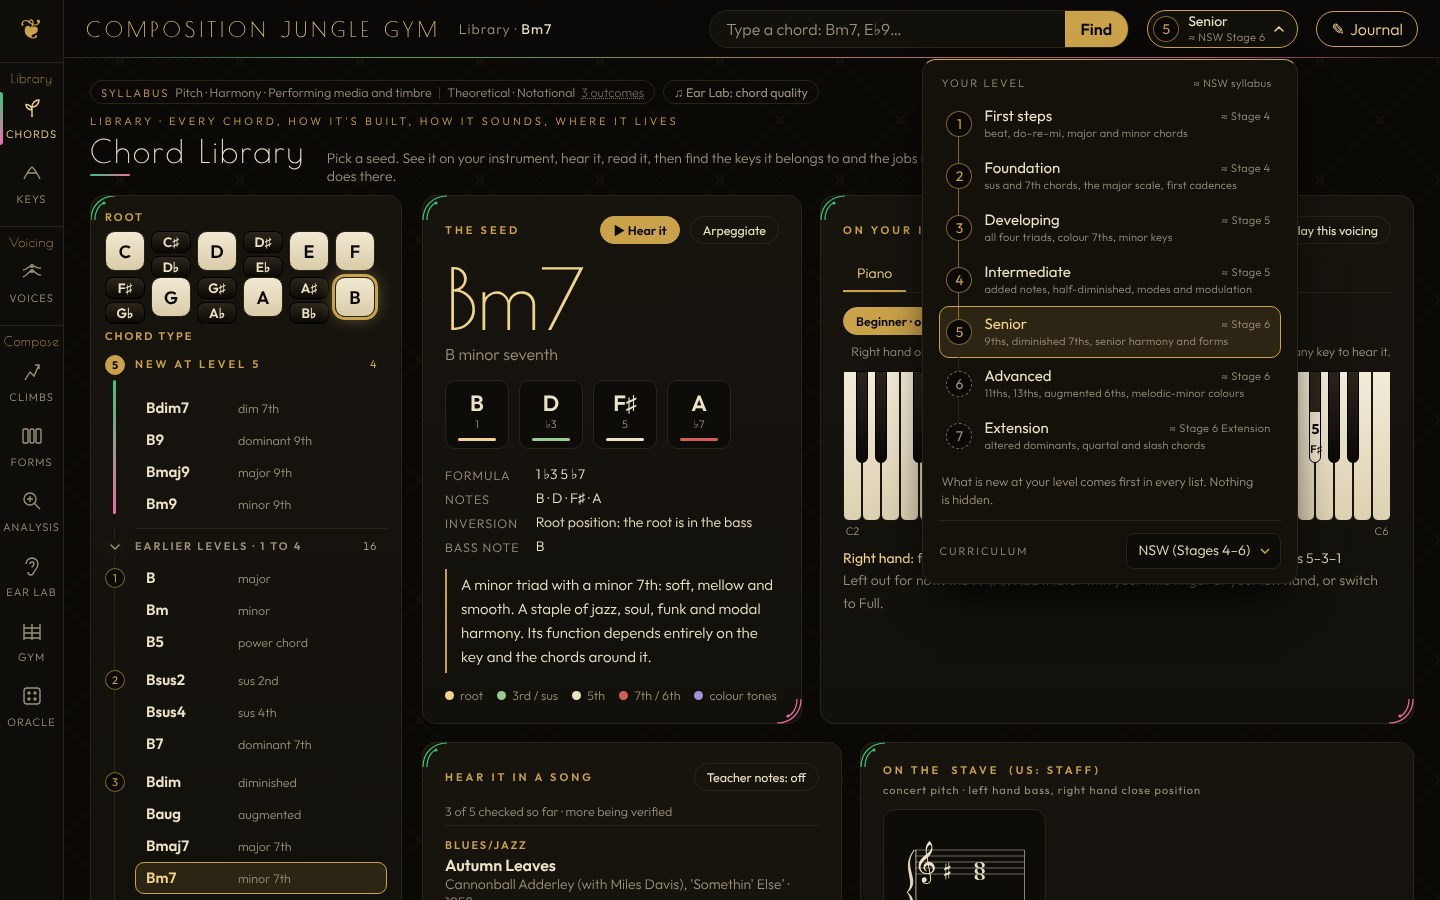 COMPOSITION JUNGLE GYM
Library · Bm7
Type a chord: Bm7, E♭9...
Find
5
Senior
≈ NSW Stage 6
✎ Journal
Library
CHORDS
KEYS
Voicing
VOICES
Compose
CLIMBS
FORMS
ANALYSIS
EAR LAB
GYM
ORACLE
SYLLABUS Pitch · Harmony · Performing media and timbre | Theoretical · Notational 3 outcomes
♫ Ear Lab: chord quality
LIBRARY · EVERY CHORD, HOW IT'S BUILT, HOW IT SOUNDS, WHERE IT LIVES
Chord Library
Pick a seed. See it on your instrument, hear it, read it, then find the keys it belongs to and the jobs i
does there.
ROOT
C
C♯
D♭
D
D♯
E♭
E
F
F♯
G♭
G
G♯
A♭
A
A♯
B♭
B
CHORD TYPE
5 NEW AT LEVEL 5 4
Bdim7 dim 7th
B9 dominant 9th
Bmaj9 major 9th
Bm9 minor 9th
EARLIER LEVELS · 1 TO 4 16
1 B major
Bm minor
B5 power chord
2 Bsus2 sus 2nd
Bsus4 sus 4th
B7 dominant 7th
3 Bdim diminished
Baug augmented
Bmaj7 major 7th
Bm7 minor 7th
THE SEED
▶ Hear it
Arpeggiate
Bm7
B minor seventh
B D F♯ A
1 ♭3 5 ♭7
FORMULA 1 ♭3 5 ♭7
NOTES B · D · F♯ · A
INVERSION Root position: the root is in the bass
BASS NOTE B
A minor triad with a minor 7th: soft, mellow and
smooth. A staple of jazz, soul, funk and modal
harmony. Its function depends entirely on the
key and the chords around it.
root 3rd / sus 5th 7th / 6th colour tones
ON YOUR I
lay this voicing
Piano
Beginner · o
Right hand o
any key to hear it.
5
F♯
C2
C6
Right hand: f
s 5–3–1
Left out for no
hand, or switch
to Full.
YOUR LEVEL ≈ NSW syllabus
1 First steps ≈ Stage 4
beat, do–re–mi, major and minor chords
2 Foundation ≈ Stage 4
sus and 7th chords, the major scale, first cadences
3 Developing ≈ Stage 5
all four triads, colour 7ths, minor keys
4 Intermediate ≈ Stage 5
added notes, half-diminished, modes and modulation
5 Senior ≈ Stage 6
9ths, diminished 7ths, senior harmony and forms
6 Advanced ≈ Stage 6
11ths, 13ths, augmented 6ths, melodic-minor colours
7 Extension ≈ Stage 6 Extension
altered dominants, quartal and slash chords
What is new at your level comes first in every list. Nothing
is hidden.
CURRICULUM NSW (Stages 4–6)
HEAR IT IN A SONG
Teacher notes: off
3 of 5 checked so far · more being verified
BLUES/JAZZ
Autumn Leaves
Cannonball Adderley (with Miles Davis), 'Somethin' Else' ·
ON THE STAVE (US: STAFF)
concert pitch · left hand bass, right hand close position